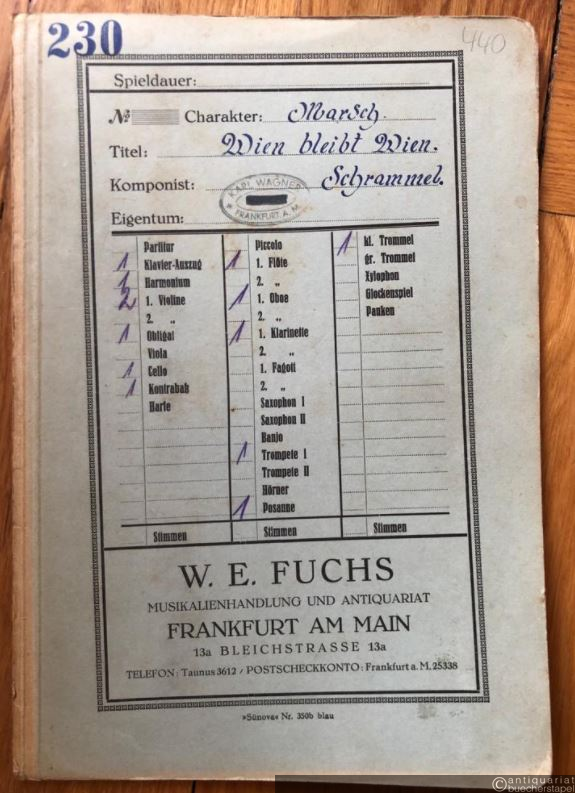 230
440
Spieldauer:
№ Charakter: Marsch.
Titel: Wien bleibt Wien.
Komponist: Schrammel.
KARL WAGNER
* FRANKFURT A. M.
Eigentum:
Partitur
1 Klavier-Auszug
1 Harmonium
2 1. Violine
2. „
1 Obligat
Viola
1 Cello
1 Kontrabaß
Harfe
Stimmen
Piccolo
1 1. Flöte
2. „
1 1. Oboe
2. „
1 1. Klarinette
2. „
1. Fagott
2. „
Saxophon I
Saxophon II
Banjo
1 Trompete I
Trompete II
Hörner
1 Posaune
Stimmen
1 kl. Trommel
gr. Trommel
Xylophon
Glockenspiel
Pauken
Stimmen
W. E. FUCHS
MUSIKALIENHANDLUNG UND ANTIQUARIAT
FRANKFURT AM MAIN
13a BLEICHSTRASSE 13a
TELEFON: Taunus 3612 / POSTSCHECKKONTO: Frankfurt a. M. 25338
»Sünova« Nr. 350b blau
©antiquariat
buecherstapel